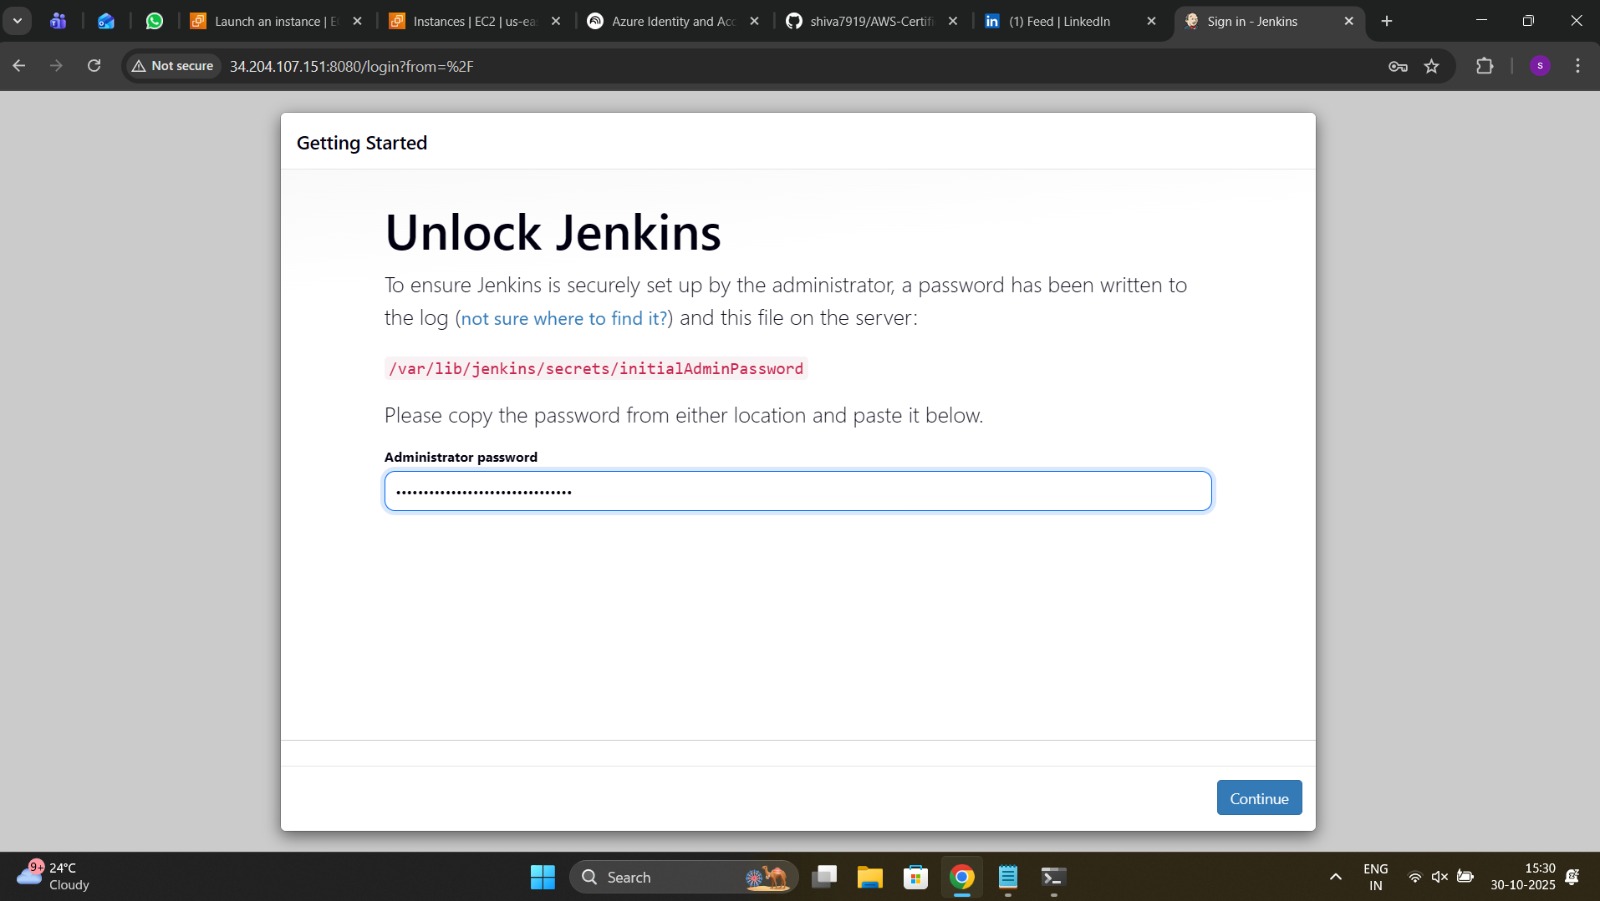 Launch an instance | E
Instances | EC2 | us-ea
Azure Identity and Acc
shiva7919/AWS-Certifi
(1) Feed | LinkedIn
Sign in - Jenkins
Not secure
34.204.107.151:8080/login?from=%2F
S
Getting Started
Unlock Jenkins
To ensure Jenkins is securely set up by the administrator, a password has been written to
the log (not sure where to find it?) and this file on the server:
/var/lib/jenkins/secrets/initialAdminPassword
Please copy the password from either location and paste it below.
Administrator password
••••••••••••••••••••••••••••••••
Continue
9+
24°C
Cloudy
Search
ENG
IN
15:30
30-10-2025